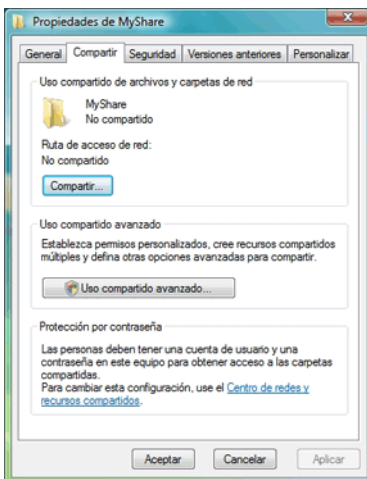 Propiedades de MyShare
General Compartir Seguridad Versiones anteriores Personalizar
Uso compartido de archivos y carpetas de red
MyShare
No compartido
Ruta de acceso de red:
No compartido
Compartir...
Uso compartido avanzado
Establezca permisos personalizados, cree recursos compartidos
múltiples y defina otras opciones avanzadas para compartir.
Uso compartido avanzado...
Protección por contraseña
Las personas deben tener una cuenta de usuario y una
contraseña en este equipo para obtener acceso a las carpetas
compartidas.
Para cambiar esta configuración, use el Centro de redes y
recursos compartidos.
Aceptar Cancelar Aplicar